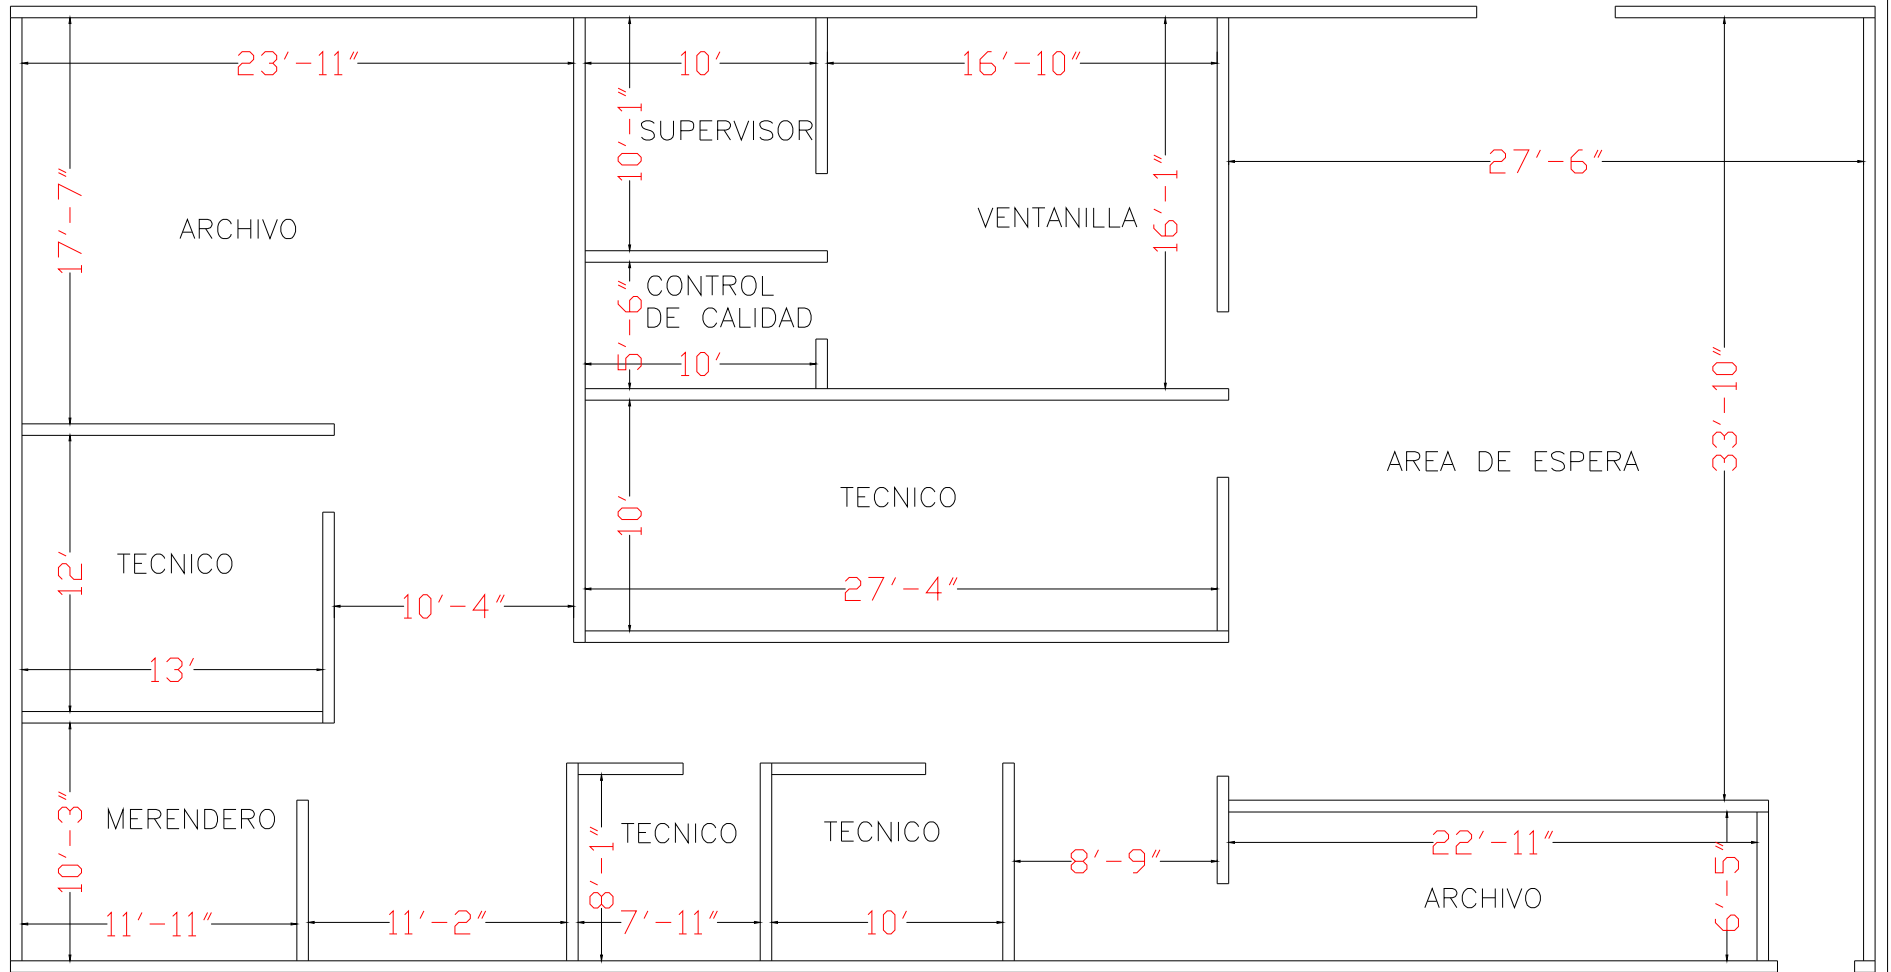 23'-11"
10'
16'-10"
10'-1"
SUPERVISOR
27'-6"
17'-7"
16'-1"
ARCHIVO
VENTANILLA
5'-6"
CONTROL
DE CALIDAD
10'
33'-10"
AREA DE ESPERA
TECNICO
10'
12'
TECNICO
27'-4"
10'-4"
13'
10'-3"
MERENDERO
8'-1"
TECNICO
TECNICO
8'-9"
22'-11"
6'-5"
ARCHIVO
11'-11"
11'-2"
7'-11"
10'